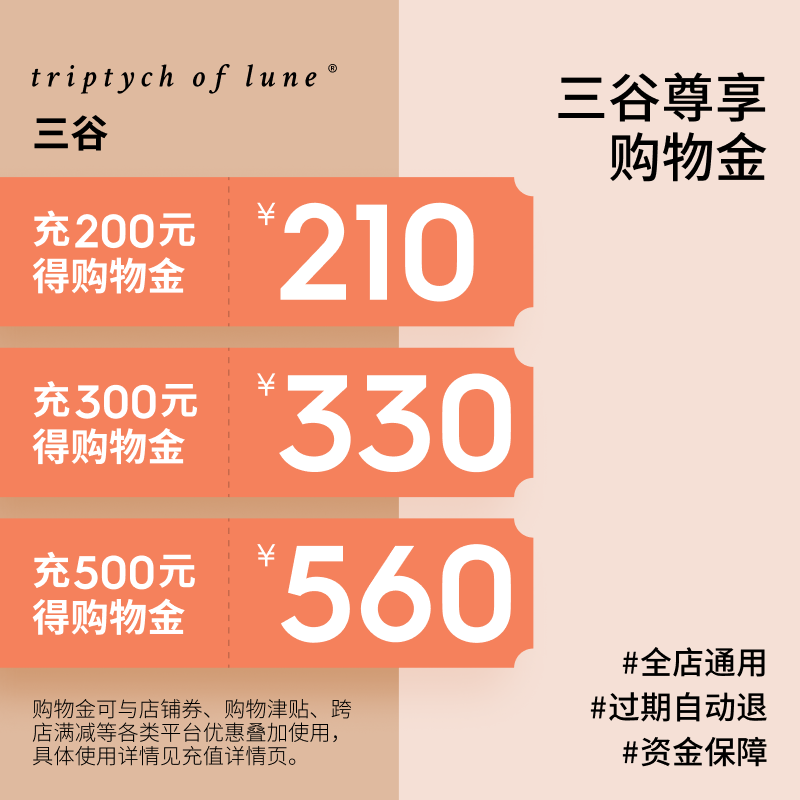 triptych of lune®
三谷
三谷尊享
购物金
充200元
得购物金
¥210
充300元
得购物金
¥330
充500元
得购物金
¥560
购物金可与店铺券、购物津贴、跨
店满减等各类平台优惠叠加使用，
具体使用详情见充值详情页。
#全店通用
#过期自动退
#资金保障